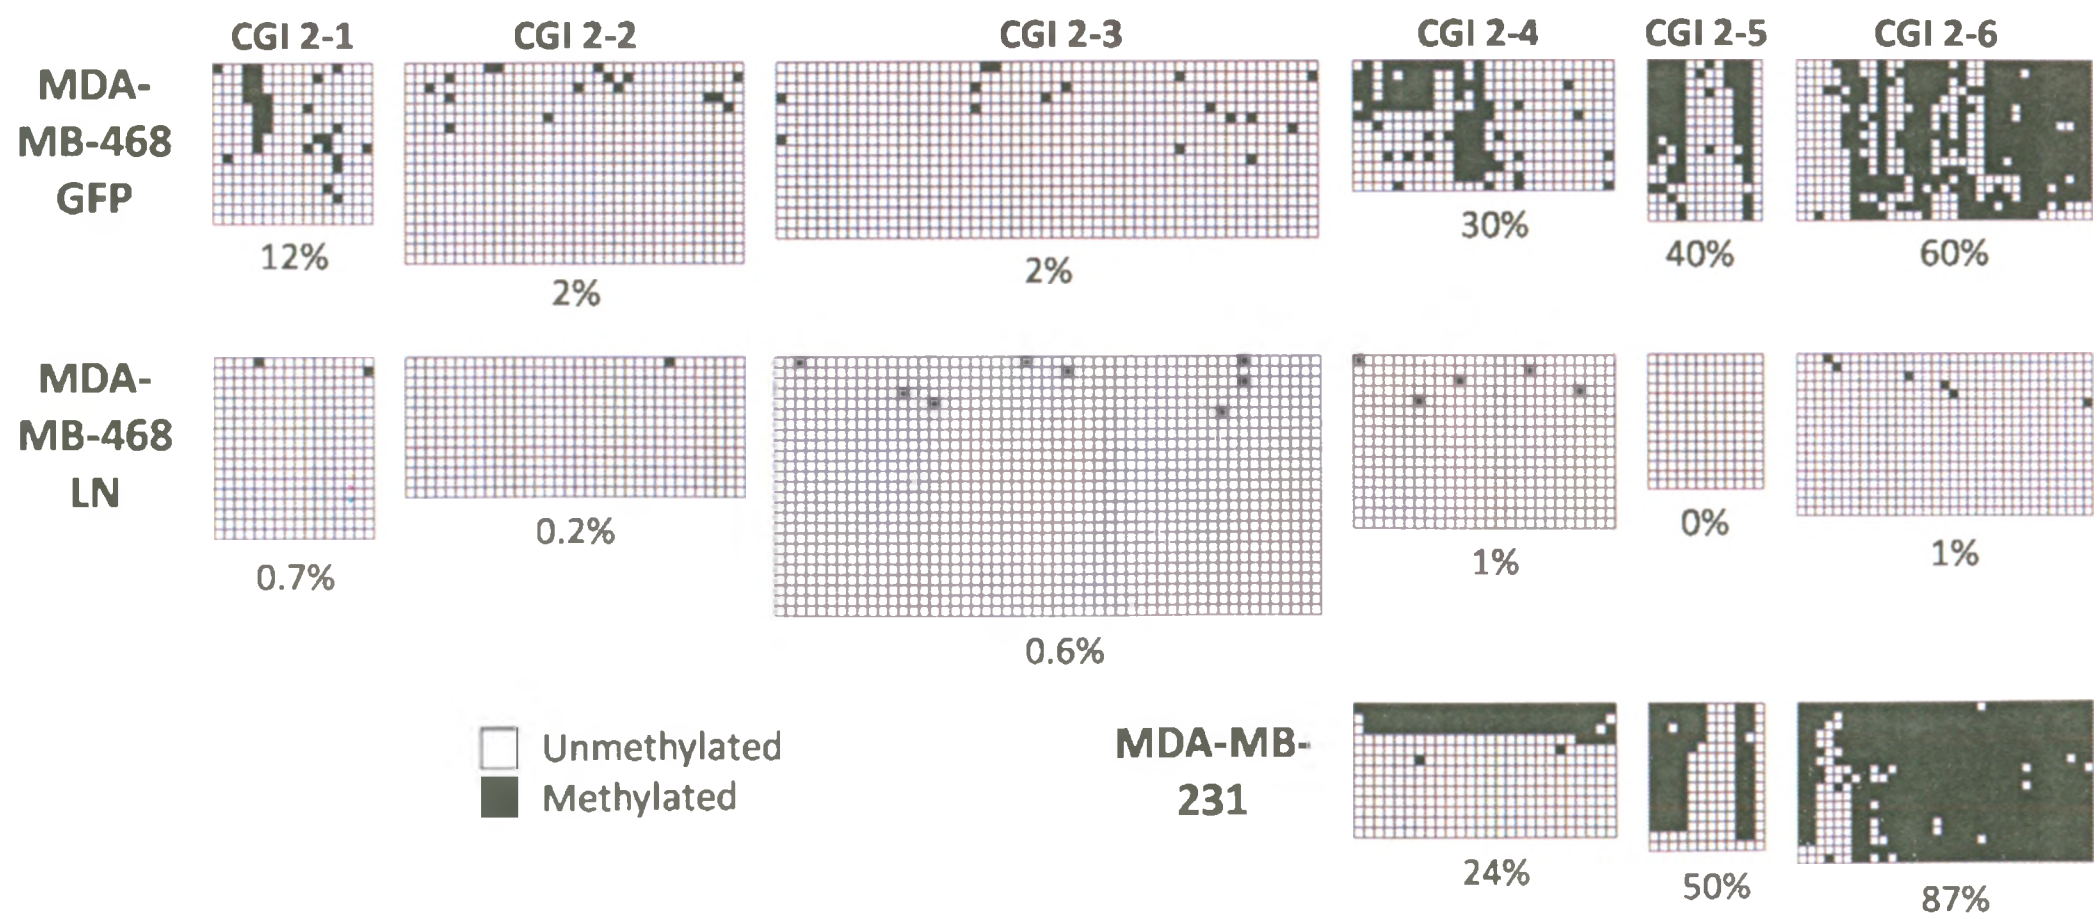 CGI 2-1 CGI 2-2 CGI 2-3 CGI 2-4 CGI 2-5 CGI 2-6
MDA-
MB-468
GFP
12% 2% 2% 30% 40% 60%
MDA-
MB-468
LN
0.7% 0.2% 0.6% 1% 0% 1%
Unmethylated
Methylated
MDA-MB-
231
24% 50% 87%